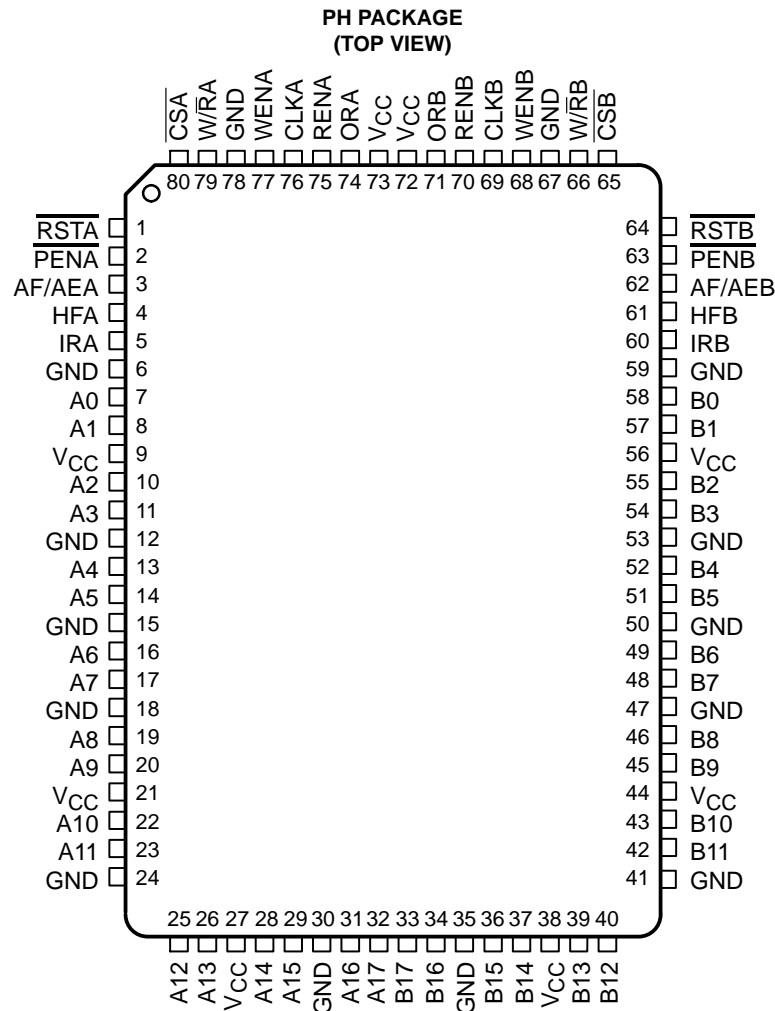 PH PACKAGE
(TOP VIEW)
CSA W/RA GND WENA CLKA RENA ORA VCC VCC ORB RENB CLKB WENB GND W/RB CSB
80 79 78 77 76 75 74 73 72 71 70 69 68 67 66 65
RSTA 1 64 RSTB
PENA 2 63 PENB
AF/AEA 3 62 AF/AEB
HFA 4 61 HFB
IRA 5 60 IRB
GND 6 59 GND
A0 7 58 B0
A1 8 57 B1
VCC 9 56 VCC
A2 10 55 B2
A3 11 54 B3
GND 12 53 GND
A4 13 52 B4
A5 14 51 B5
GND 15 50 GND
A6 16 49 B6
A7 17 48 B7
GND 18 47 GND
A8 19 46 B8
A9 20 45 B9
VCC 21 44 VCC
A10 22 43 B10
A11 23 42 B11
GND 24 41 GND
25 26 27 28 29 30 31 32 33 34 35 36 37 38 39 40
A12 A13 VCC A14 A15 GND A16 A17 B17 B16 GND B15 B14 VCC B13 B12